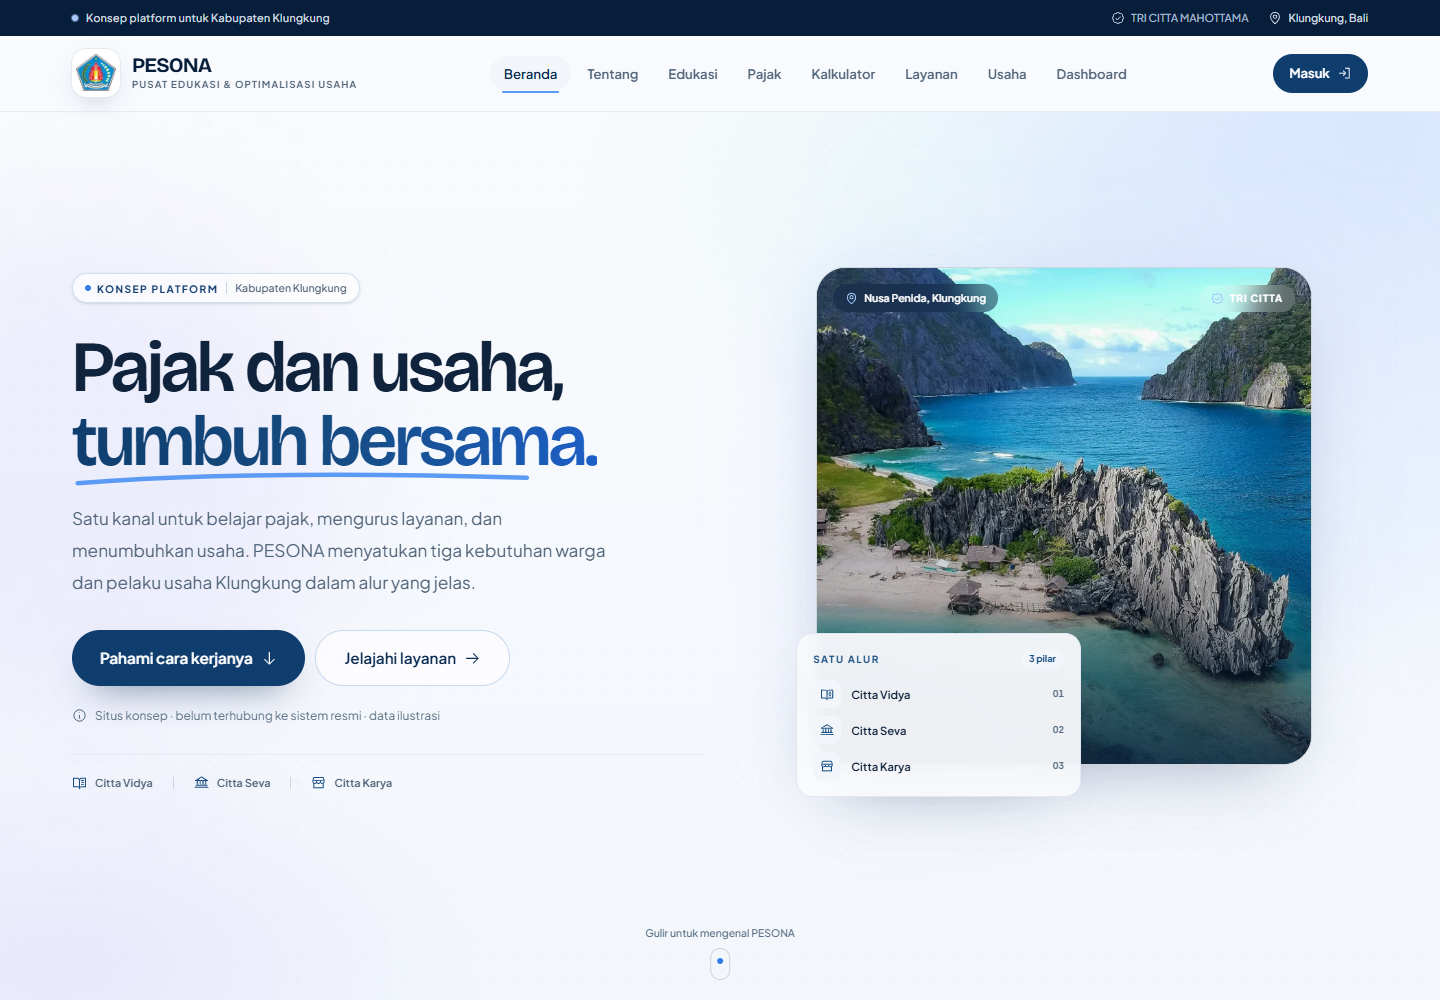 Konsep platform untuk Kabupaten Klungkung
TRI CITTA MAHOTTAMA
Klungkung, Bali
PESONA
PUSAT EDUKASI & OPTIMALISASI USAHA
Beranda
Tentang
Edukasi
Pajak
Kalkulator
Layanan
Usaha
Dashboard
Masuk
KONSEP PLATFORM
Kabupaten Klungkung
Pajak dan usaha,
tumbuh bersama.
Satu kanal untuk belajar pajak, mengurus layanan, dan
menumbuhkan usaha. PESONA menyatukan tiga kebutuhan warga
dan pelaku usaha Klungkung dalam alur yang jelas.
Pahami cara kerjanya
Jelajahi layanan
Situs konsep · belum terhubung ke sistem resmi · data ilustrasi
Citta Vidya
Citta Seva
Citta Karya
Nusa Penida, Klungkung
TRI CITTA
SATU ALUR
3 pilar
Citta Vidya
01
Citta Seva
02
Citta Karya
03
Gulir untuk mengenal PESONA